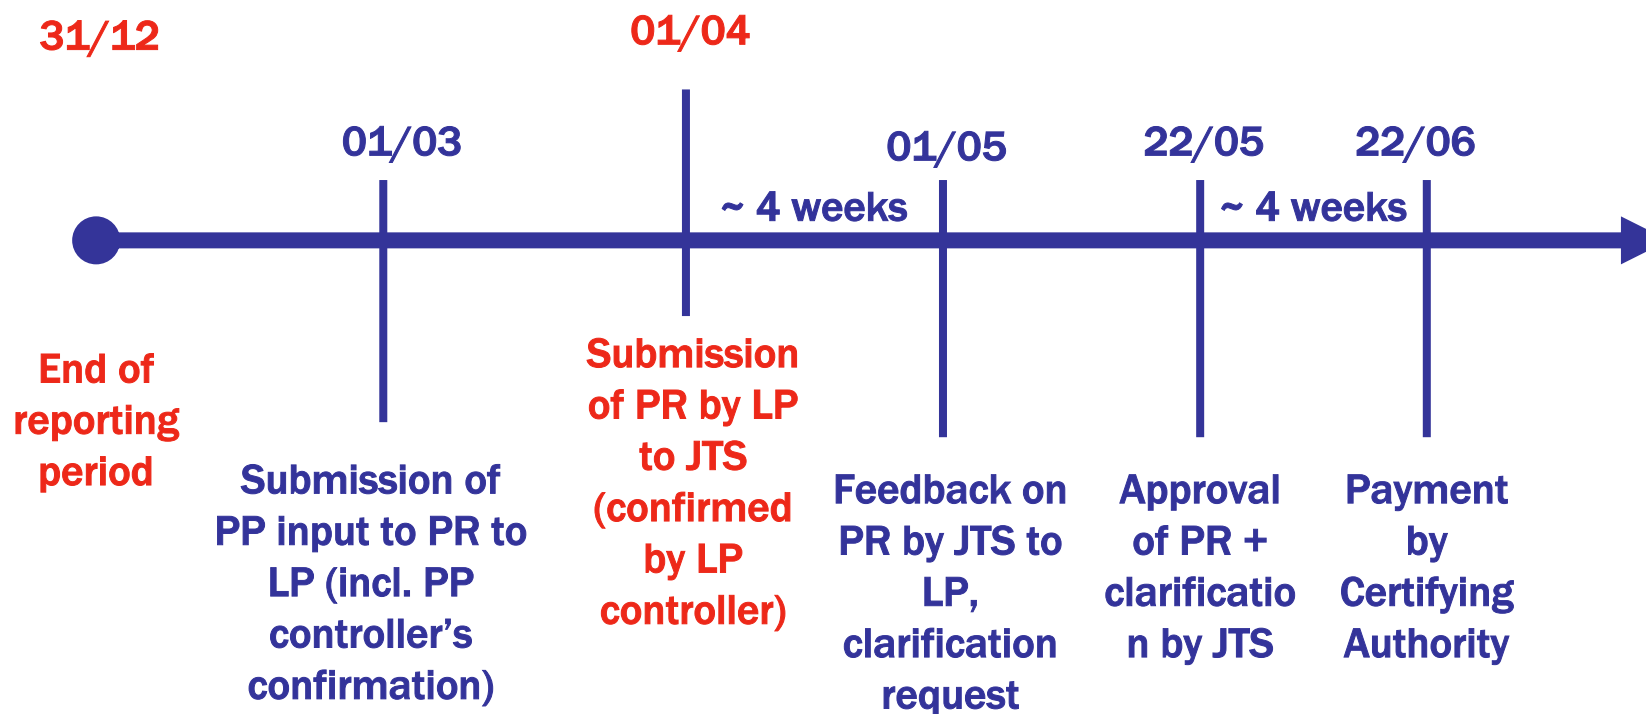 31/12
01/04
01/03
01/05
22/05
22/06
~ 4 weeks
~ 4 weeks
End of
reporting
period
Submission of
PP input to PR to
LP (incl. PP
controller’s
confirmation)
Submission
of PR by LP
to JTS
(confirmed
by LP
controller)
Feedback on
PR by JTS to
LP,
clarification
request
Approval
of PR +
clarificatio
n by JTS
Payment
by
Certifying
Authority